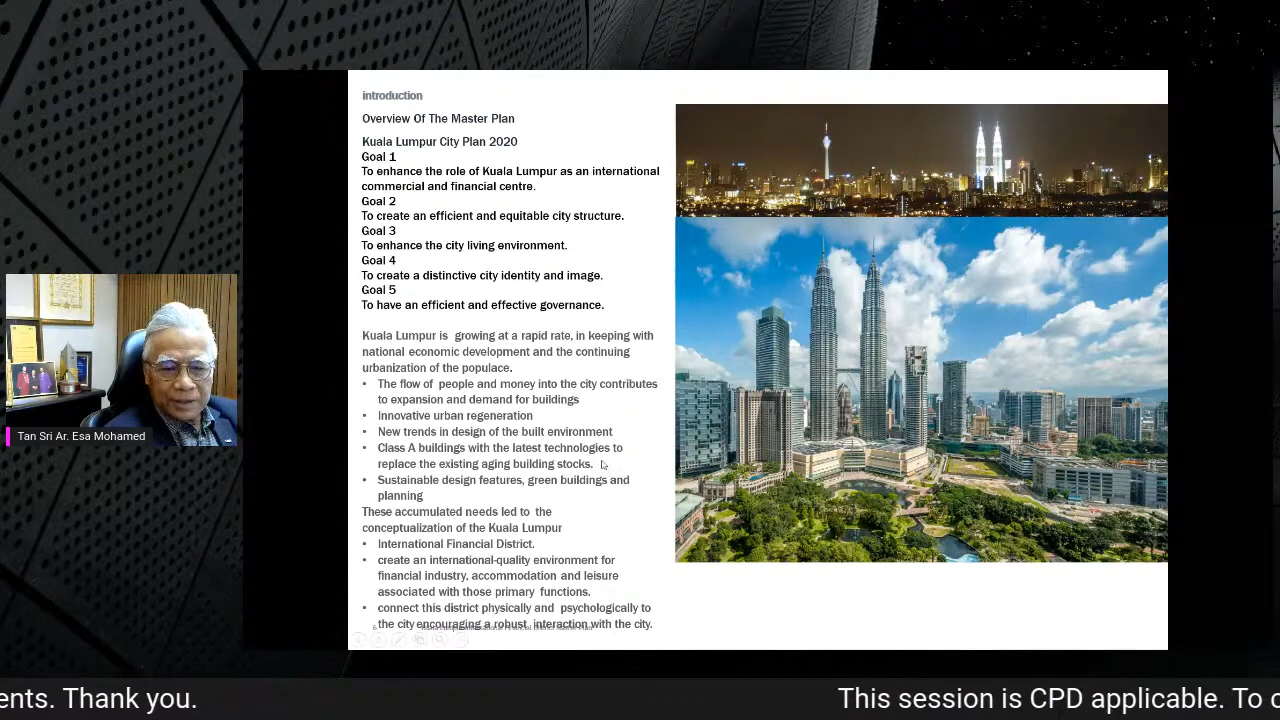 introduction
Overview Of The Master Plan
Kuala Lumpur City Plan 2020
Goal 1
To enhance the role of Kuala Lumpur as an international
commercial and financial centre.
Goal 2
To create an efficient and equitable city structure.
Goal 3
To enhance the city living environment.
Goal 4
To create a distinctive city identity and image.
Goal 5
To have an efficient and effective governance.
Kuala Lumpur is growing at a rapid rate, in keeping with
national economic development and the continuing
urbanization of the populace.
• The flow of people and money into the city contributes
to expansion and demand for buildings
• Innovative urban regeneration
• New trends in design of the built environment
• Class A buildings with the latest technologies to
replace the existing aging building stocks.
• Sustainable design features, green buildings and
planning
These accumulated needs led to the
conceptualization of the Kuala Lumpur
• International Financial District.
• create an international-quality environment for
financial industry, accommodation and leisure
associated with those primary functions.
• connect this district physically and psychologically to
the city encouraging a robust interaction with the city.
6
Tan Sri Ar. Esa Mohamed
ents. Thank you.
This session is CPD applicable. To